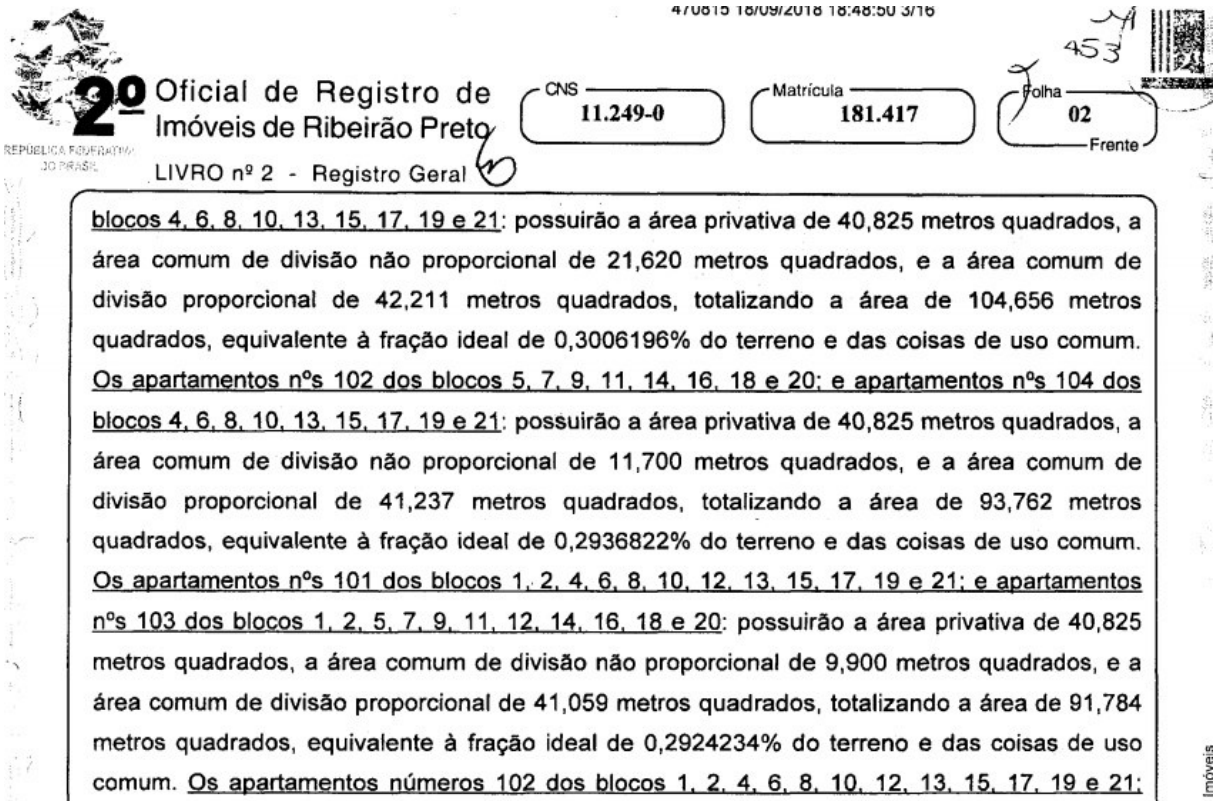 470815 18/09/2018 18:48:50 3/16
453
2º Oficial de Registro de
Imóveis de Ribeirão Preto
CNS
11.249-0
Matrícula
181.417
Folha
02
Frente
REPÚBLICA FEDERATIVA
DO BRASIL
LIVRO nº 2 - Registro Geral
blocos 4, 6, 8, 10, 13, 15, 17, 19 e 21: possuirão a área privativa de 40,825 metros quadrados, a
área comum de divisão não proporcional de 21,620 metros quadrados, e a área comum de
divisão proporcional de 42,211 metros quadrados, totalizando a área de 104,656 metros
quadrados, equivalente à fração ideal de 0,3006196% do terreno e das coisas de uso comum.
Os apartamentos nºs 102 dos blocos 5, 7, 9, 11, 14, 16, 18 e 20; e apartamentos nºs 104 dos
blocos 4, 6, 8, 10, 13, 15, 17, 19 e 21: possuirão a área privativa de 40,825 metros quadrados, a
área comum de divisão não proporcional de 11,700 metros quadrados, e a área comum de
divisão proporcional de 41,237 metros quadrados, totalizando a área de 93,762 metros
quadrados, equivalente à fração ideal de 0,2936822% do terreno e das coisas de uso comum.
Os apartamentos nºs 101 dos blocos 1, 2, 4, 6, 8, 10, 12, 13, 15, 17, 19 e 21; e apartamentos
nºs 103 dos blocos 1, 2, 5, 7, 9, 11, 12, 14, 16, 18 e 20: possuirão a área privativa de 40,825
metros quadrados, a área comum de divisão não proporcional de 9,900 metros quadrados, e a
área comum de divisão proporcional de 41,059 metros quadrados, totalizando a área de 91,784
metros quadrados, equivalente à fração ideal de 0,2924234% do terreno e das coisas de uso
comum. Os apartamentos números 102 dos blocos 1, 2, 4, 6, 8, 10, 12, 13, 15, 17, 19 e 21;
Imóveis